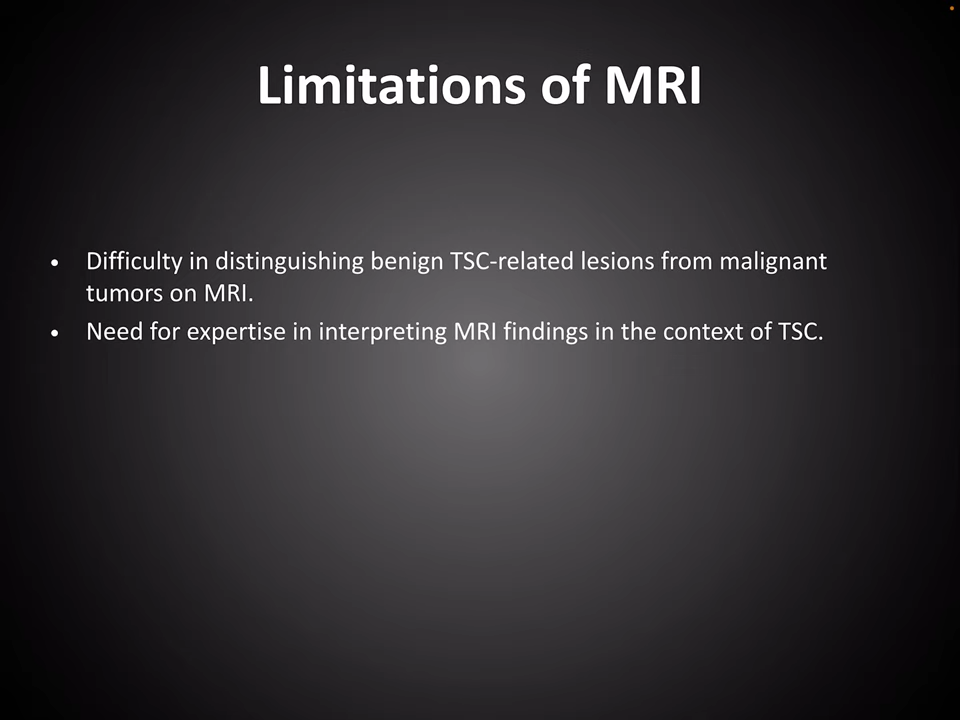 Limitations of MRI
• Difficulty in distinguishing benign TSC-related lesions from malignant
tumors on MRI.
• Need for expertise in interpreting MRI findings in the context of TSC.